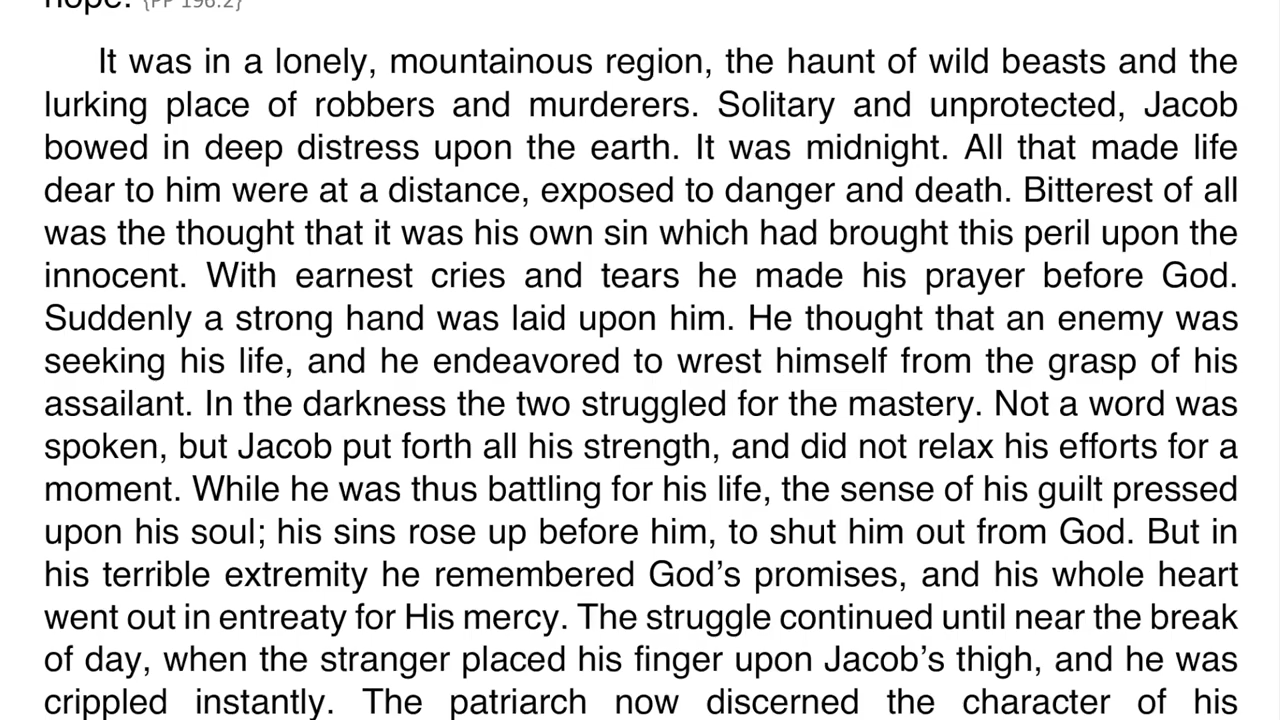 hope. {PP 196.2}
It was in a lonely, mountainous region, the haunt of wild beasts and the
lurking place of robbers and murderers. Solitary and unprotected, Jacob
bowed in deep distress upon the earth. It was midnight. All that made life
dear to him were at a distance, exposed to danger and death. Bitterest of all
was the thought that it was his own sin which had brought this peril upon the
innocent. With earnest cries and tears he made his prayer before God.
Suddenly a strong hand was laid upon him. He thought that an enemy was
seeking his life, and he endeavored to wrest himself from the grasp of his
assailant. In the darkness the two struggled for the mastery. Not a word was
spoken, but Jacob put forth all his strength, and did not relax his efforts for a
moment. While he was thus battling for his life, the sense of his guilt pressed
upon his soul; his sins rose up before him, to shut him out from God. But in
his terrible extremity he remembered God’s promises, and his whole heart
went out in entreaty for His mercy. The struggle continued until near the break
of day, when the stranger placed his finger upon Jacob’s thigh, and he was
crippled instantly. The patriarch now discerned the character of his